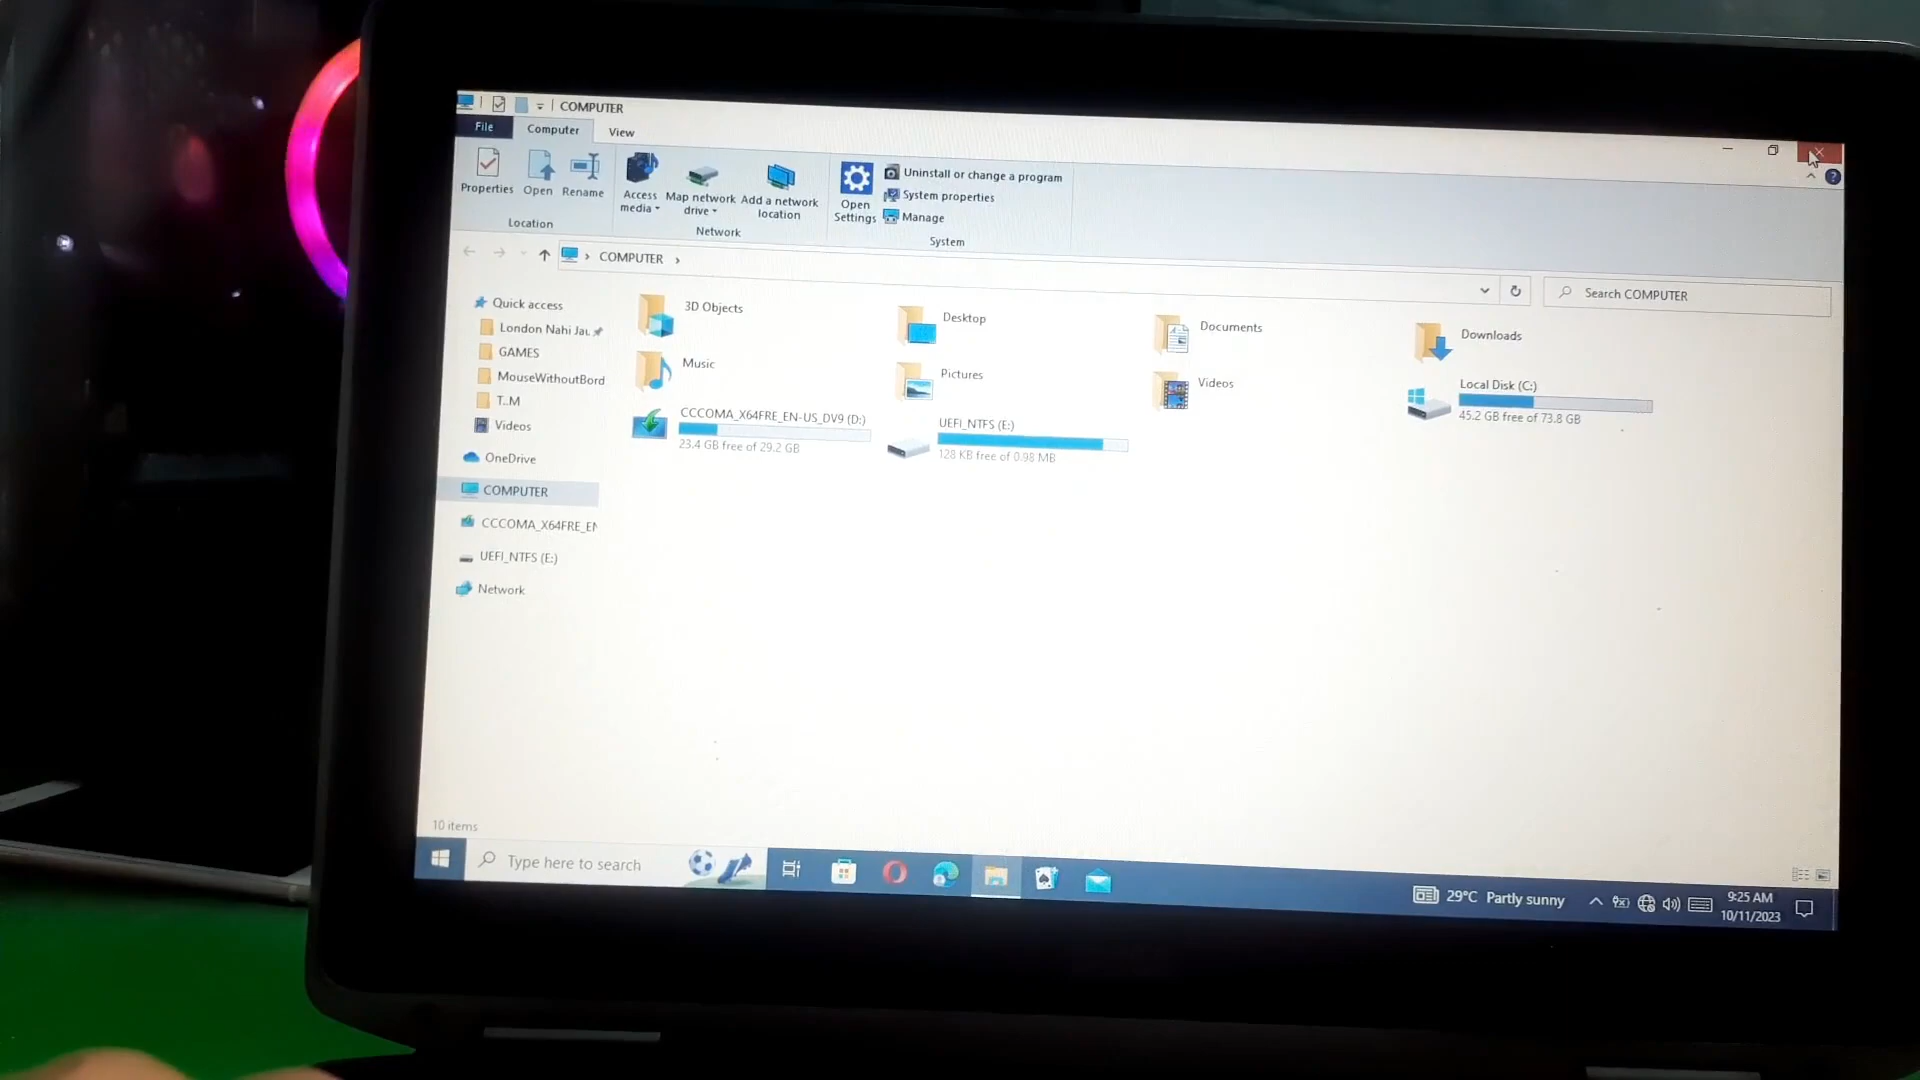 COMPUTER
File
Computer
View
Properties
Open
Rename
Access
media
Map network
drive
Add a network
location
Open
Settings
Uninstall or change a program
System properties
Manage
Location
Network
System
COMPUTER
Search COMPUTER
Quick access
London Nahi Jau
GAMES
MouseWithoutBord
T..M
Videos
OneDrive
COMPUTER
CCCOMA_X64FRE_EN
UEFI_NTFS (E:)
Network
3D Objects
Desktop
Documents
Downloads
Music
Pictures
Videos
Local Disk (C:)
45.2 GB free of 73.8 GB
CCCOMA_X64FRE_EN-US_DV9 (D:)
23.4 GB free of 29.2 GB
UEFI_NTFS (E:)
128 KB free of 0.98 MB
10 items
Type here to search
29°C Partly sunny
9:25 AM
10/11/2023